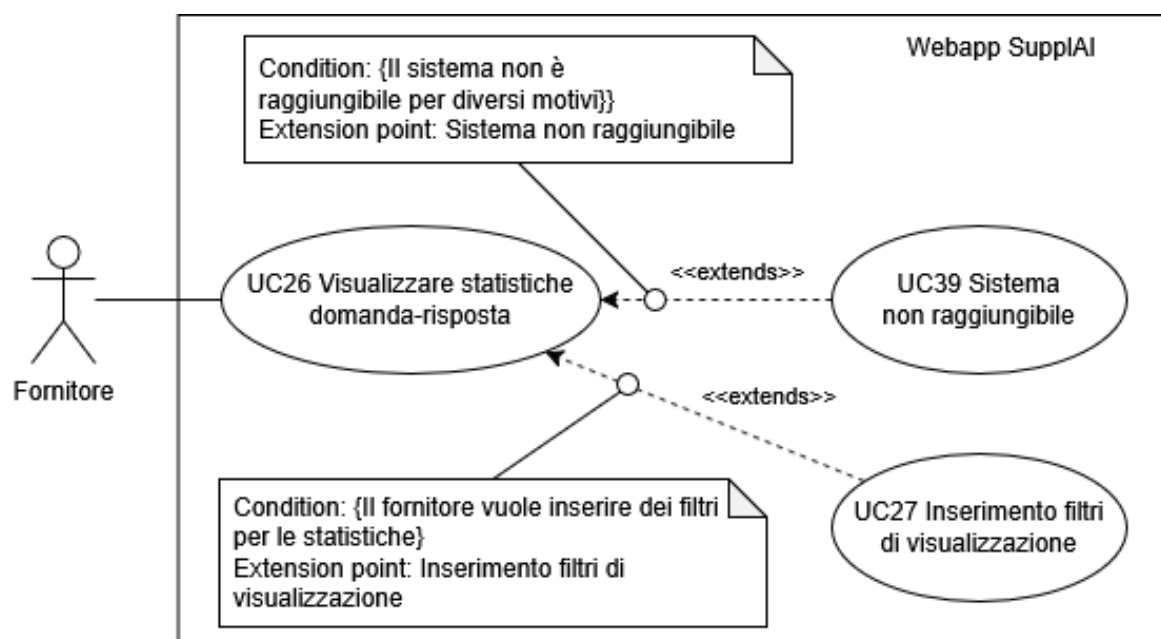 Webapp SupplAI
Condition: {Il sistema non è
raggiungibile per diversi motivi}}
Extension point: Sistema non raggiungibile
UC26 Visualizzare statistiche
domanda-risposta
<<extends>>
UC39 Sistema
non raggiungibile
Fornitore
<<extends>>
Condition: {Il fornitore vuole inserire dei filtri
per le statistiche}
Extension point: Inserimento filtri di
visualizzazione
UC27 Inserimento filtri
di visualizzazione